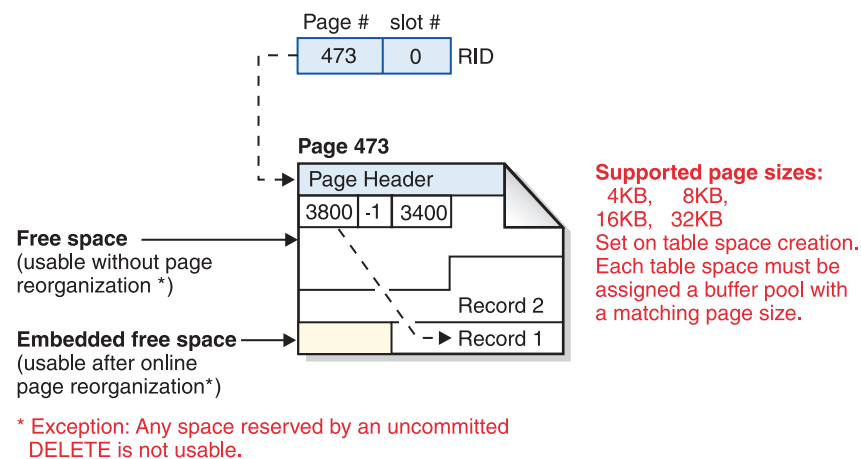 Page # slot #
473 0 RID
Page 473
Page Header
3800 -1 3400
Supported page sizes:
4KB, 8KB,
16KB, 32KB
Set on table space creation.
Each table space must be
assigned a buffer pool with
a matching page size.
Free space
(usable without page
reorganization *)
Record 2
Record 1
Embedded free space
(usable after online
page reorganization*)
* Exception: Any space reserved by an uncommitted
DELETE is not usable.